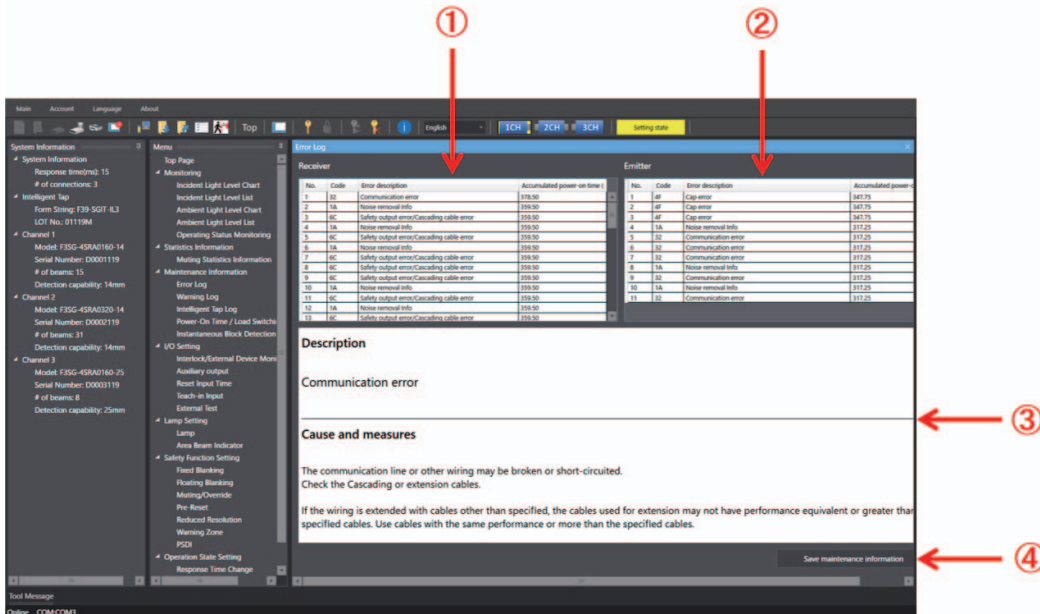 ① ②
Main Account Language About
Top English 1CH 2CH 3CH Setting state
System Information
System Information
Response time(ms): 15
# of connections: 3
Intelligent Tap
Form String: F39-SGIT-IL3
LOT No.: 01119M
Channel 1
Model: F3SG-4SRA0160-14
Serial Number: D0001119
# of beams: 15
Detection capability: 14mm
Channel 2
Model: F3SG-4SRA0320-14
Serial Number: D0002119
# of beams: 31
Detection capability: 14mm
Channel 3
Model: F3SG-4SRA0160-25
Serial Number: D0003119
# of beams: 8
Detection capability: 25mm
Menu
Top Page
Monitoring
Incident Light Level Chart
Incident Light Level List
Ambient Light Level Chart
Ambient Light Level List
Operating Status Monitoring
Statistics Information
Muting Statistics Information
Maintenance Information
Error Log
Warning Log
Intelligent Tap Log
Power-On Time / Load Switchi
Instantaneous Block Detection
I/O Setting
Interlock/External Device Moni
Auxiliary output
Reset Input Time
Teach-in Input
External Test
Lamp Setting
Lamp
Area Beam Indicator
Safety Function Setting
Fixed Blanking
Floating Blanking
Muting/Override
Pre-Reset
Reduced Resolution
Warning Zone
PSDI
Operation State Setting
Response Time Change
Error Log
Receiver
No. Code Error description Accumulated power-on time (
1 32 Communication error 378.50
2 1A Noise removal info 359.50
3 6C Safety output error/Cascading cable error 359.50
4 1A Noise removal info 359.50
5 6C Safety output error/Cascading cable error 359.50
6 1A Noise removal info 359.50
7 6C Safety output error/Cascading cable error 359.50
8 6C Safety output error/Cascading cable error 359.50
9 6C Safety output error/Cascading cable error 359.50
10 1A Noise removal info 359.50
11 6C Safety output error/Cascading cable error 359.50
12 1A Noise removal info 359.50
13 6C Safety output error/Cascading cable error 359.50
Emitter
No. Code Error description Accumulated power-o
1 4F Cap error 347.75
2 4F Cap error 347.75
3 4F Cap error 347.75
4 1A Noise removal info 317.25
5 32 Communication error 317.25
6 32 Communication error 317.25
7 32 Communication error 317.25
8 1A Noise removal info 317.25
9 32 Communication error 317.25
10 1A Noise removal info 317.25
11 32 Communication error 317.25
Description
Communication error
③
Cause and measures
The communication line or other wiring may be broken or short-circuited.
Check the Cascading or extension cables.
If the wiring is extended with cables other than specified, the cables used for extension may not have performance equivalent or greater than
specified cables. Use cables with the same performance or more than the specified cables.
Save maintenance information ④
Tool Message
Online COM:COM3